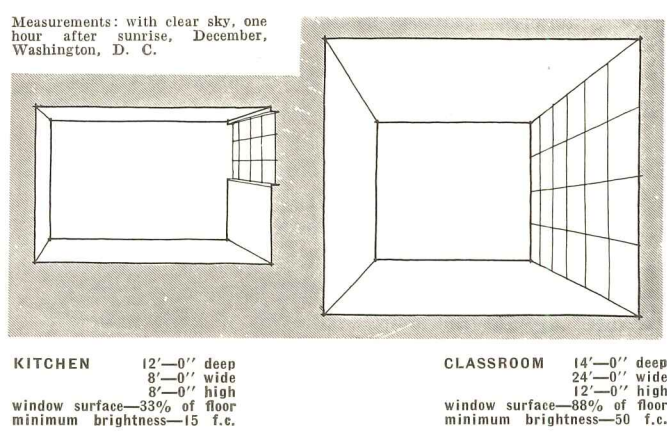 Measurements: with clear sky, one
hour after sunrise, December,
Washington, D. C.
KITCHEN 12'—0" deep
8'—0" wide
8'—0" high
window surface—33% of floor
minimum brightness—15 f.c.
CLASSROOM 14'—0" deep
24'—0" wide
12'—0" high
window surface—88% of floor
minimum brightness—50 f.c.